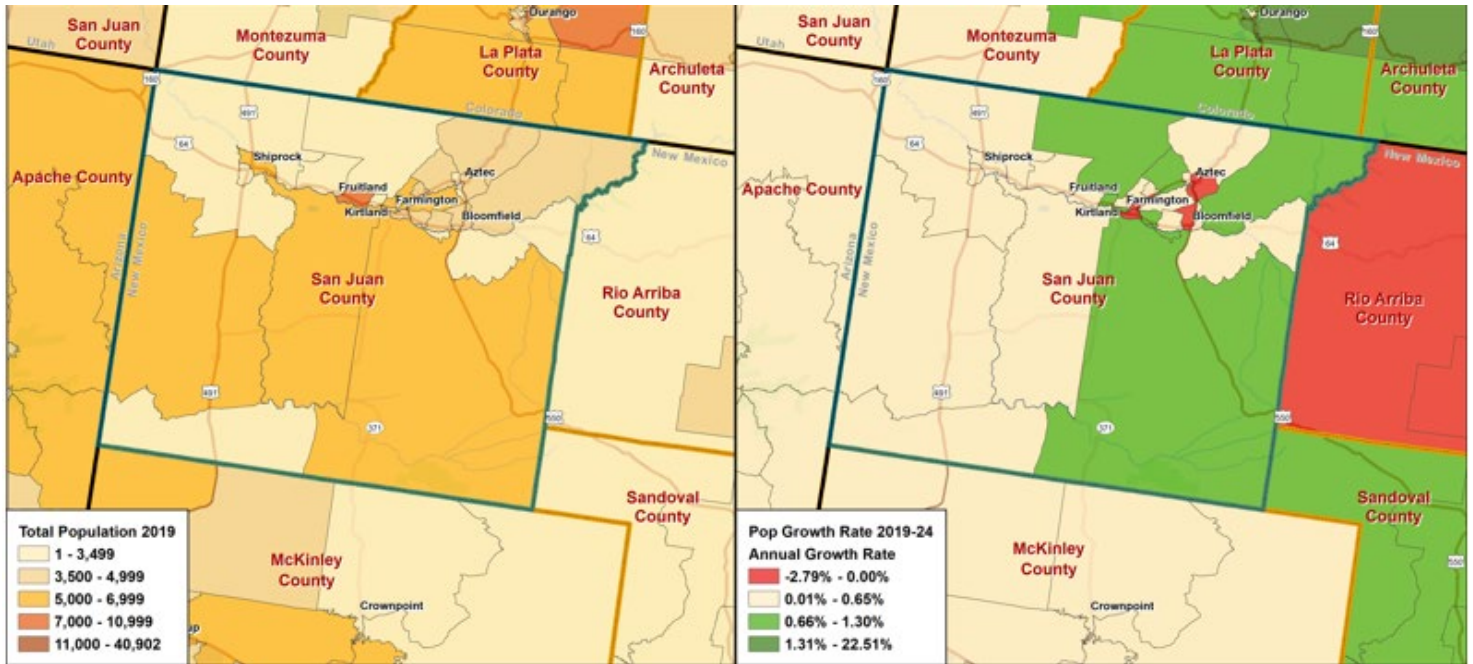 San Juan
County
Utah
Montezuma
County
Durango
160
La Plata
County
Archuleta
County
160
491
Colorado
64
New Mexico
Shiprock
Apache County
Fruitland
Aztec
Farmington
Kirtland
Bloomfield
64
Arizona
New Mexico
San Juan
County
Rio Arriba
County
491
550
371
Sandoval
County
McKinley
County
Crownpoint
up
Total Population 2019
1 - 3,499
3,500 - 4,999
5,000 - 6,999
7,000 - 10,999
11,000 - 40,902
San Juan
County
Utah
Montezuma
County
Durango
160
La Plata
County
Archuleta
County
160
491
Colorado
64
New Mexico
Shiprock
Apache County
Fruitland
Aztec
Farmington
Kirtland
Bloomfield
64
Arizona
New Mexico
San Juan
County
Rio Arriba
County
491
550
371
Sandoval
County
550
McKinley
County
Crownpoint
Pop Growth Rate 2019-24
Annual Growth Rate
-2.79% - 0.00%
0.01% - 0.65%
0.66% - 1.30%
1.31% - 22.51%